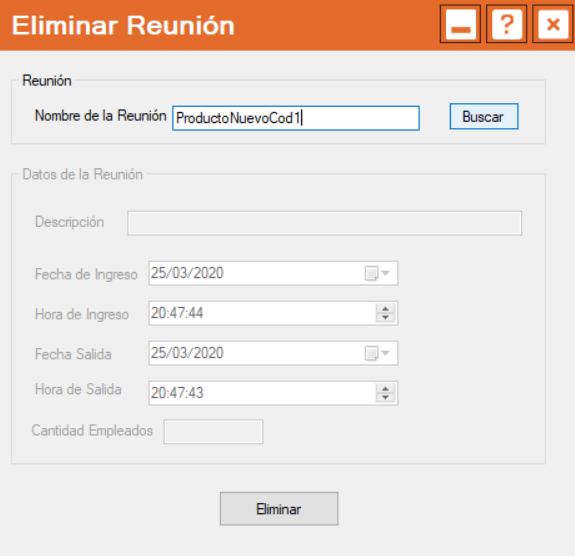 Eliminar Reunión
?
Reunión
Nombre de la Reunión ProductoNuevoCod1 Buscar
Datos de la Reunión
Descripción
Fecha de Ingreso 25/03/2020
Hora de Ingreso 20:47:44
Fecha Salida 25/03/2020
Hora de Salida 20:47:43
Cantidad Empleados
Eliminar